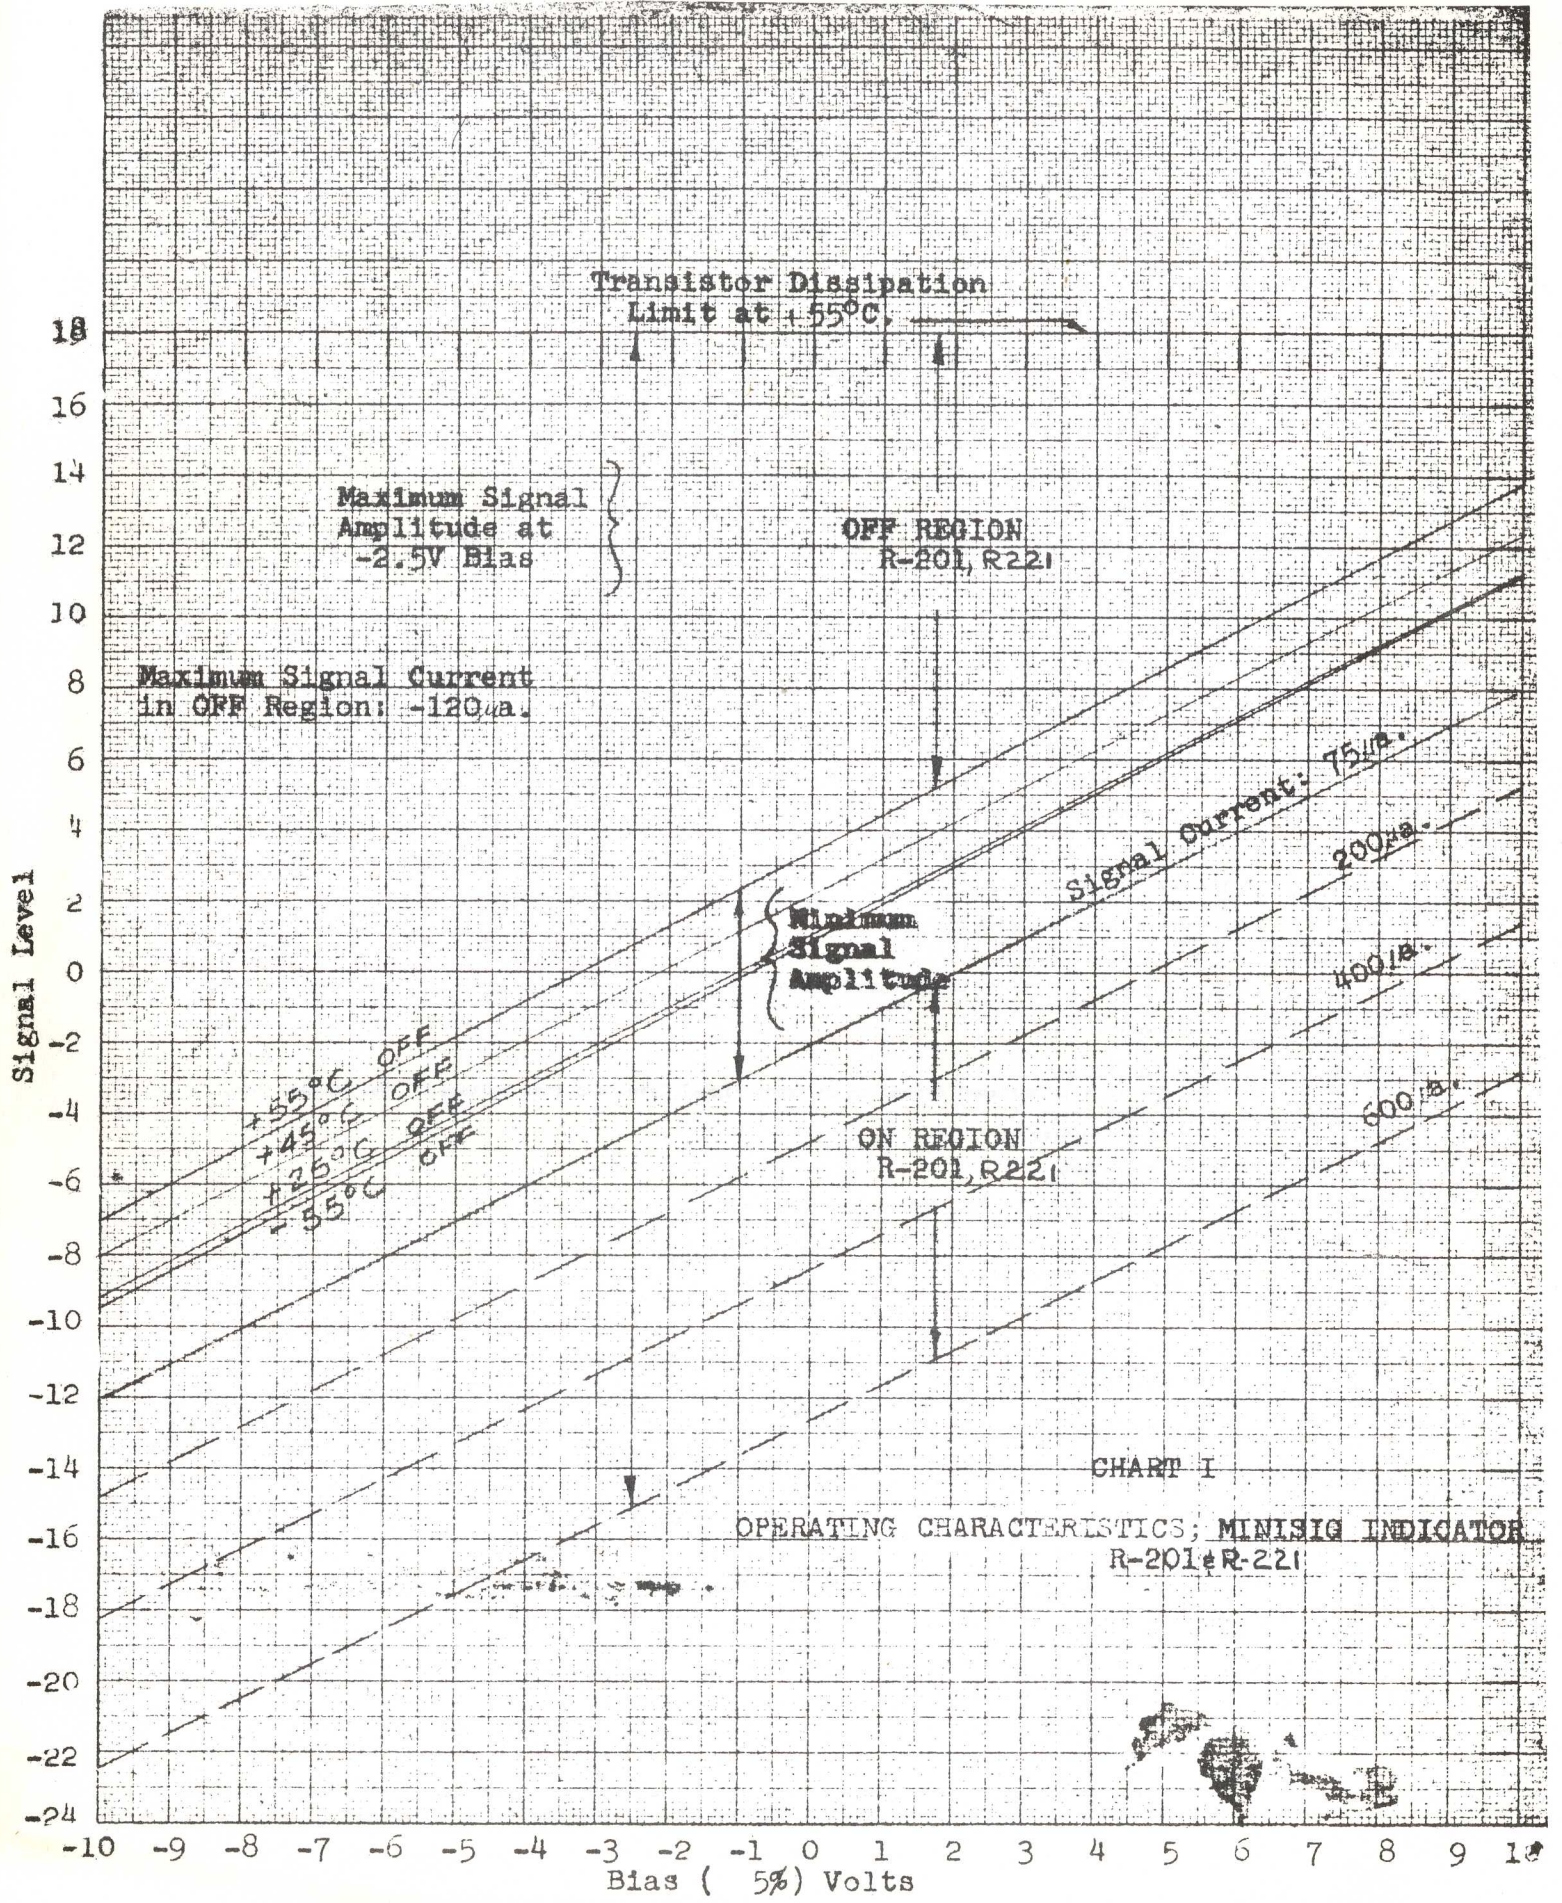 Transistor Dissipation
Limit at +55°C.
18
16
14
12
10
8
6
4
2
0
-2
-4
-6
-8
-10
-12
-14
-16
-18
-20
-22
-24
Signal Level
Maximum Signal
Amplitude at
-2.5V Bias
OFF REGION
R-201, R221
Maximum Signal Current
in OFF Region: -120µa.
Signal Current: 75µa.
200µa.
400µa.
600µa.
Minimum
Signal
Amplitude
+55°C OFF
+45°C OFF
+25°C OFF
-55°C OFF
ON REGION
R-201, R221
CHART I
OPERATING CHARACTERISTICS; MINISIG INDICATOR
R-201 & R-221
-10 -9 -8 -7 -6 -5 -4 -3 -2 -1 0 1 2 3 4 5 6 7 8 9 10
Bias ( 5%) Volts